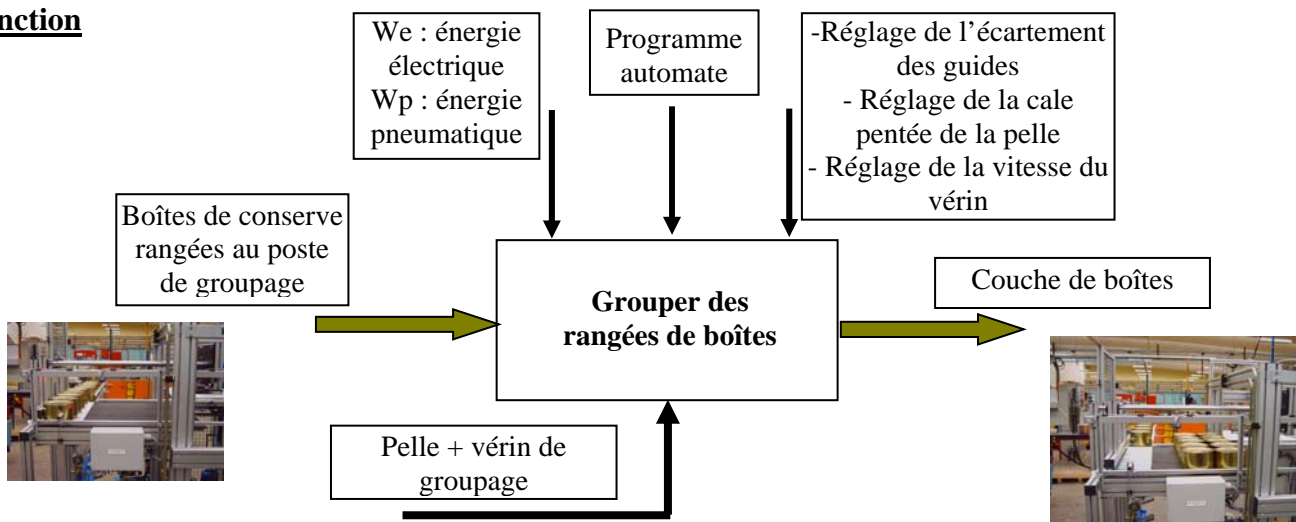 nction
We : énergie
électrique
Wp : énergie
pneumatique
Programme
automate
-Réglage de l'écartement
des guides
- Réglage de la cale
pentée de la pelle
- Réglage de la vitesse du
vérin
Boîtes de conserve
rangées au poste
de groupage
Grouper des
rangées de boîtes
Couche de boîtes
Pelle + vérin de
groupage